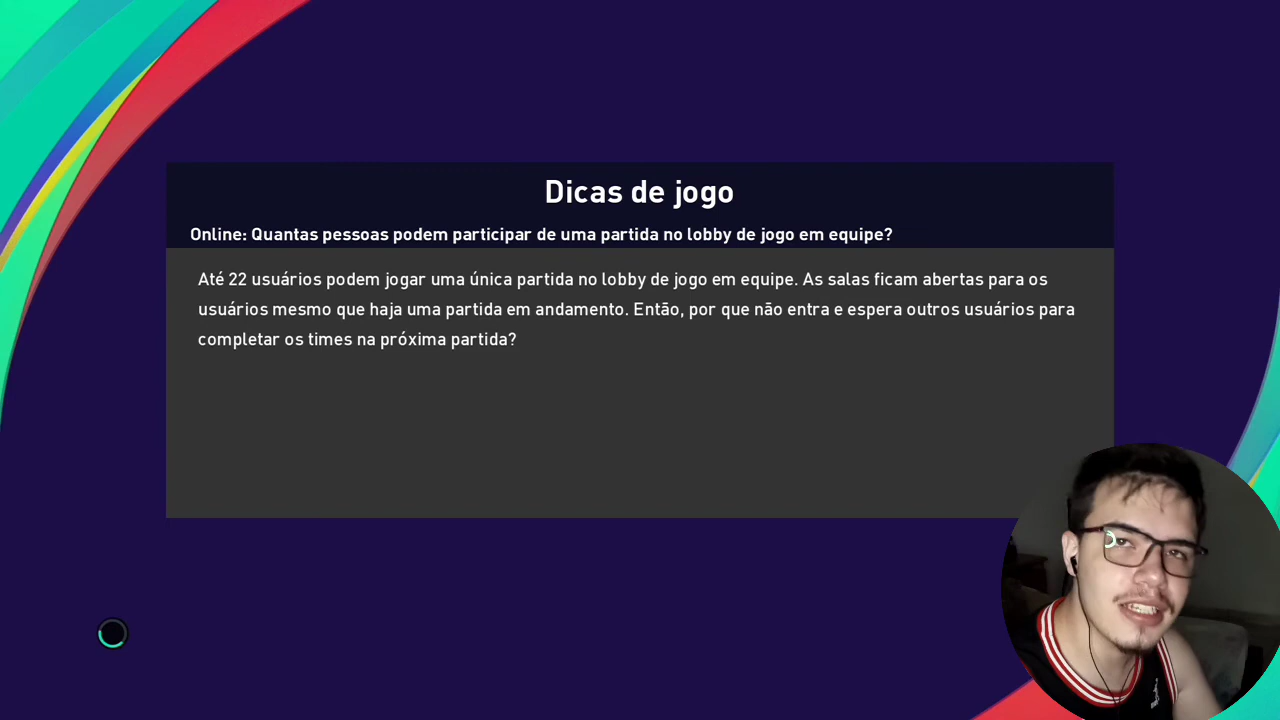 Dicas de jogo
Online: Quantas pessoas podem participar de uma partida no lobby de jogo em equipe?
Até 22 usuários podem jogar uma única partida no lobby de jogo em equipe. As salas ficam abertas para os
usuários mesmo que haja uma partida em andamento. Então, por que não entra e espera outros usuários para
completar os times na próxima partida?